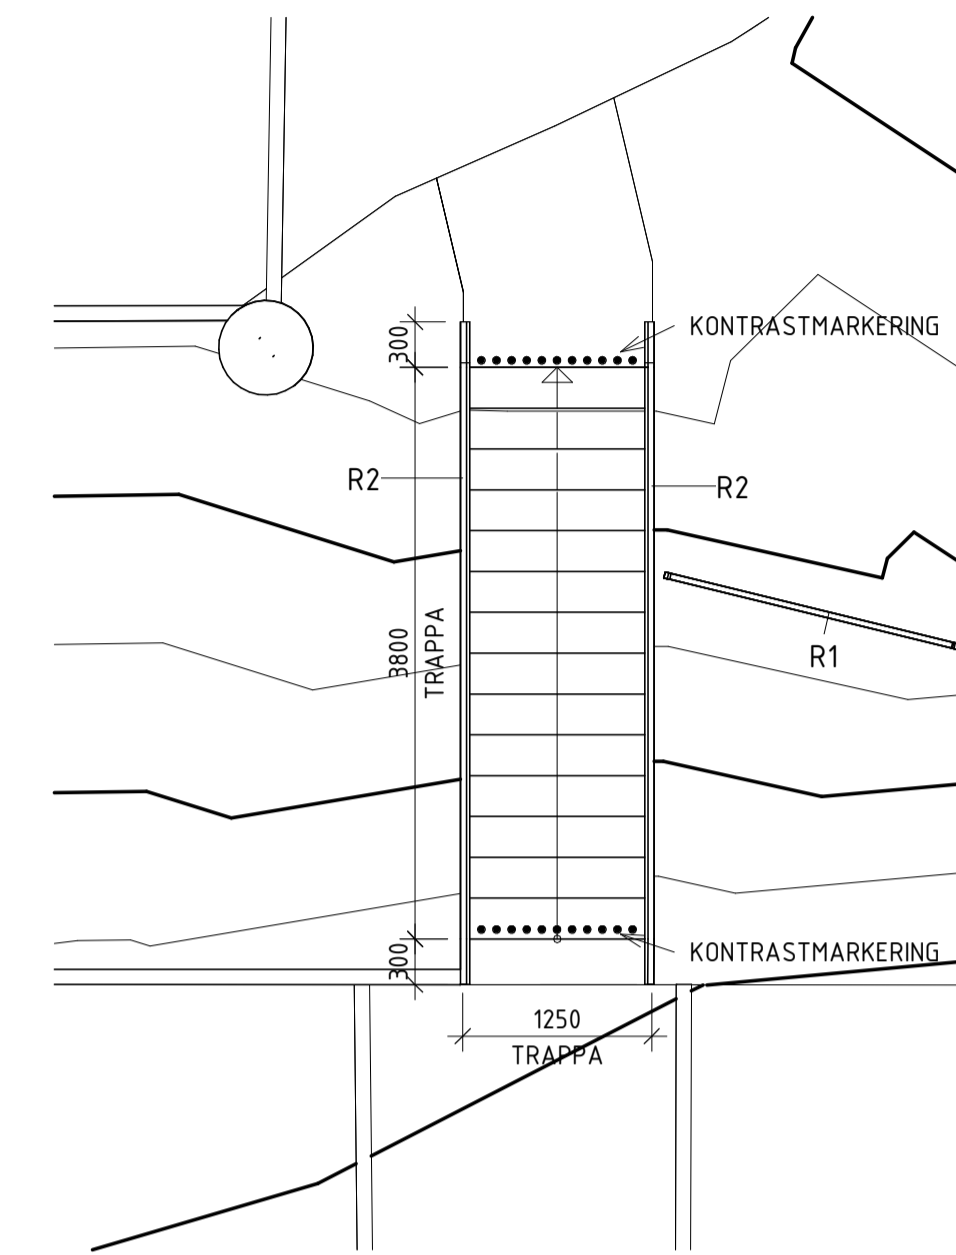 KONTRASTMARKERING
300
R2
R2
3800
TRAPPA
R1
KONTRASTMARKERING
300
1250
TRAPPA